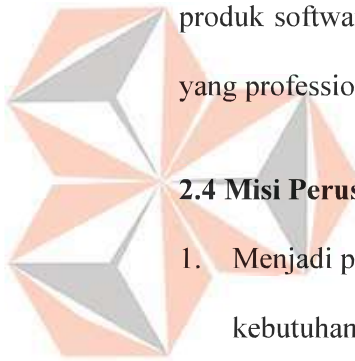 produk softwa
yang professio
2.4 Misi Perus
1. Menjadi p
kebutuhan